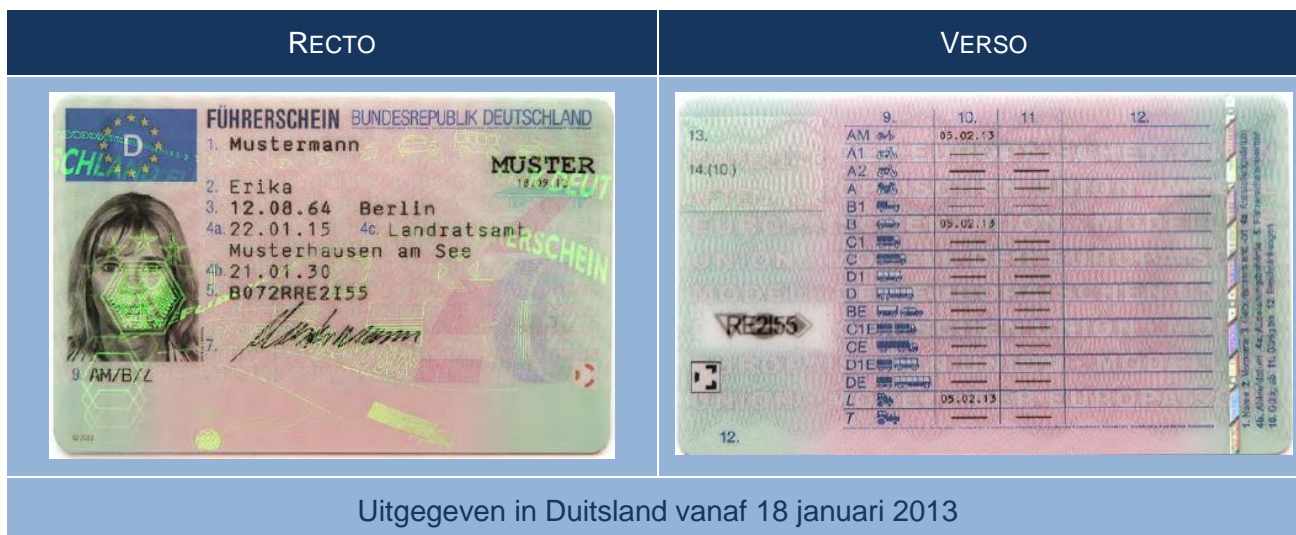 RECTO
VERSO
D
FÜHRERSCHEIN BUNDESREPUBLIK DEUTSCHLAND
1. Mustermann
MUSTER
18/09/12
2. Erika
3. 12.08.64 Berlin
4a. 22.01.15 4c. Landratsamt
Musterhausen am See
4b. 21.01.30
5. B072RRE2I55
7.
9. AM/B/L
9. 10. 11. 12.
13.
AM 05.02.13
A1
14.(10.)
A2
A
B1
B 05.02.13
C1
C
D1
D
BE
RE2I55
C1E
CE
D1E
DE
L 05.02.13
T
12.
Uitgegeven in Duitsland vanaf 18 januari 2013